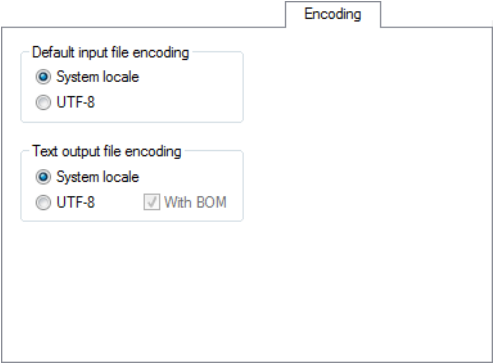 Encoding
Default input file encoding
System locale
UTF-8
Text output file encoding
System locale
UTF-8 With BOM